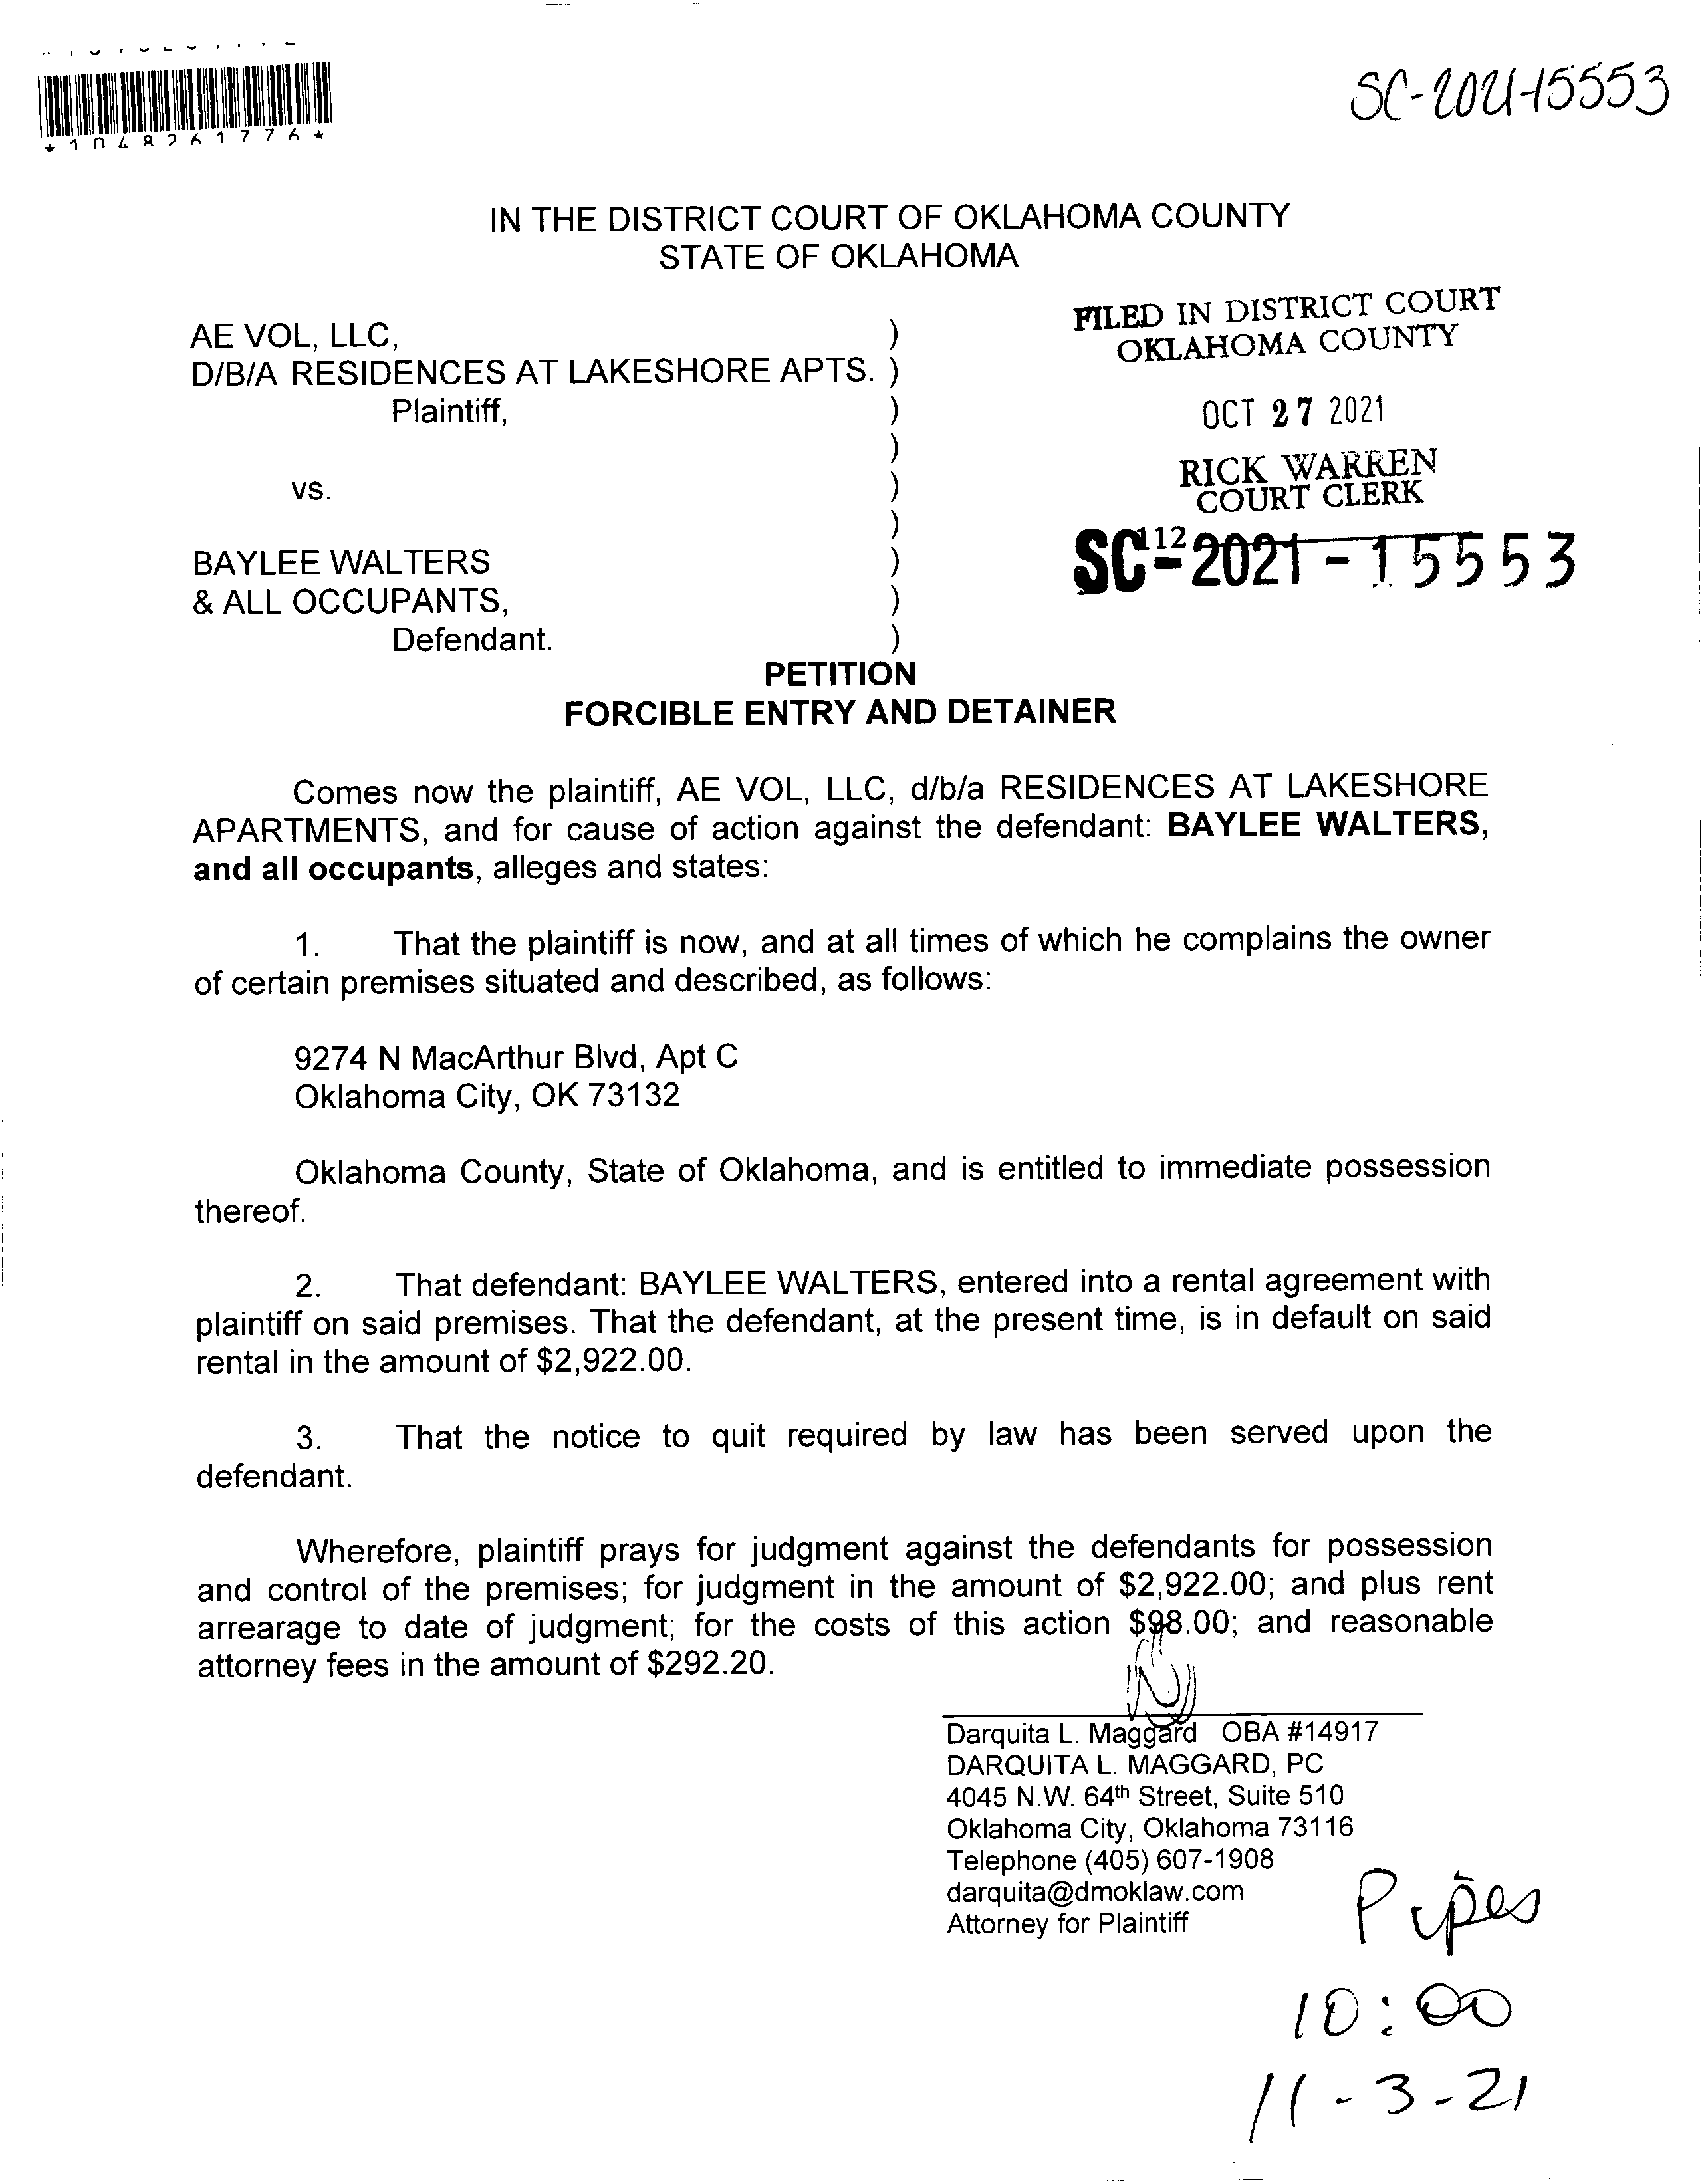 SC-2021-15553
*1048261776*
IN THE DISTRICT COURT OF OKLAHOMA COUNTY
STATE OF OKLAHOMA
AE VOL, LLC, )
D/B/A RESIDENCES AT LAKESHORE APTS. )
Plaintiff, )
)
vs. )
)
BAYLEE WALTERS )
& ALL OCCUPANTS, )
Defendant. )
FILED IN DISTRICT COURT
OKLAHOMA COUNTY
OCT 27 2021
RICK WARREN
COURT CLERK
112
SC-2021-15553
PETITION
FORCIBLE ENTRY AND DETAINER
Comes now the plaintiff, AE VOL, LLC, d/b/a RESIDENCES AT LAKESHORE
APARTMENTS, and for cause of action against the defendant: BAYLEE WALTERS,
and all occupants, alleges and states:
1. That the plaintiff is now, and at all times of which he complains the owner
of certain premises situated and described, as follows:
9274 N MacArthur Blvd, Apt C
Oklahoma City, OK 73132
Oklahoma County, State of Oklahoma, and is entitled to immediate possession
thereof.
2. That defendant: BAYLEE WALTERS, entered into a rental agreement with
plaintiff on said premises. That the defendant, at the present time, is in default on said
rental in the amount of $2,922.00.
3. That the notice to quit required by law has been served upon the
defendant.
Wherefore, plaintiff prays for judgment against the defendants for possession
and control of the premises; for judgment in the amount of $2,922.00; and plus rent
arrearage to date of judgment; for the costs of this action $98.00; and reasonable
attorney fees in the amount of $292.20.
Darquita L. Maggard OBA #14917
DARQUITA L. MAGGARD, PC
4045 N.W. 64th Street, Suite 510
Oklahoma City, Oklahoma 73116
Telephone (405) 607-1908
darquita@dmoklaw.com
Attorney for Plaintiff
Pipes
10:00
11-3-21